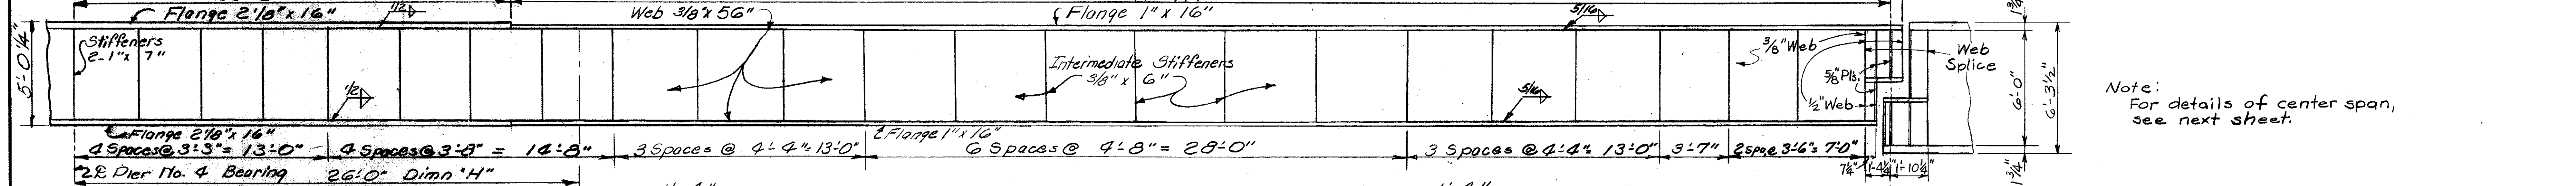 Flange 2 1/8" x 16"
1/2
Web 3/8" x 56"
Flange 1" x 16"
5/16
1 3/4"
Stiffeners
2-1" x 7"
5'-0 1/4"
1/2
Intermediate Stiffeners
3/8" x 6"
5/16
3/8" Web
5/8" Pls.
1/2" Web
Web
Splice
6'-0"
6'-3 1/2"
Note:
For details of center span,
see next sheet.
Flange 2 1/8" x 16"
Flange 1" x 16"
4 Spaces @ 3'-3" = 13'-0"
4 Spaces @ 3'-8" = 14'-8"
3 Spaces @ 4'-4" = 13'-0"
6 Spaces @ 4'-8" = 28'-0"
3 Spaces @ 4'-4" = 13'-0"
3'-7"
2 spae 3'-6" = 7'-0"
7 1/4"
1'-4 1/4"
1'-10 1/4"
1 3/4"
Pier No. 4 Bearing
26'-0" Dimn "H"